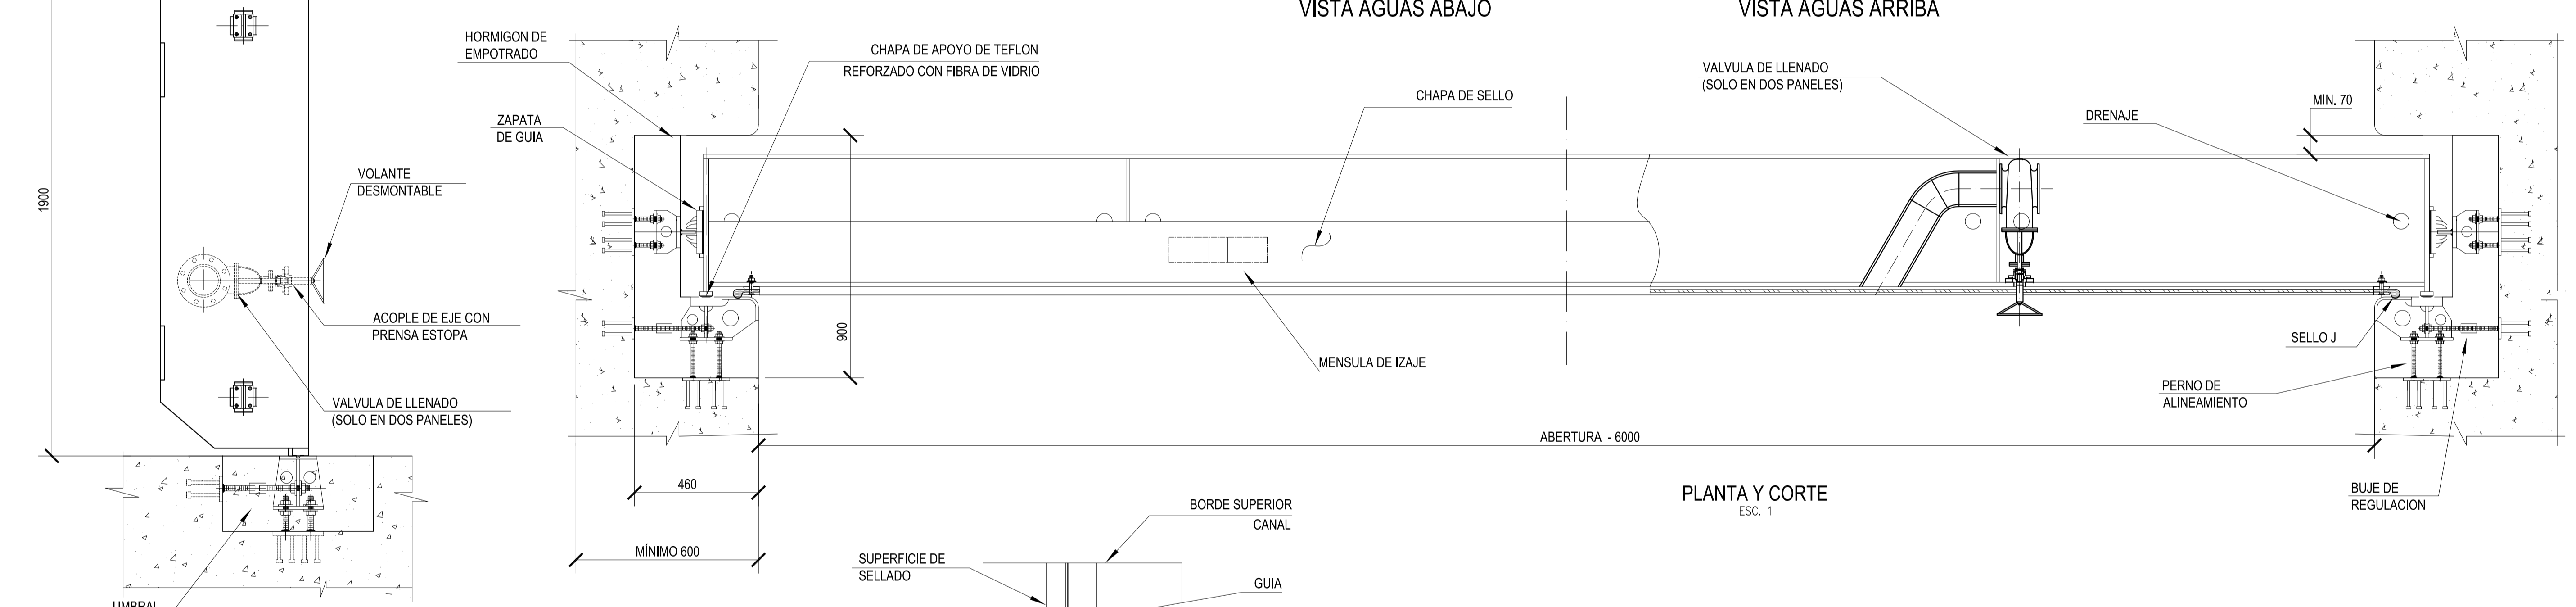 VISTA AGUAS ABAJO
VISTA AGUAS ARRIBA
HORMIGON DE
EMPOTRADO
CHAPA DE APOYO DE TEFLON
REFORZADO CON FIBRA DE VIDRIO
VALVULA DE LLENADO
(SOLO EN DOS PANELES)
CHAPA DE SELLO
MIN. 70
DRENAJE
ZAPATA
DE GUIA
VOLANTE
DESMONTABLE
1900
ACOPLE DE EJE CON
PRENSA ESTOPA
900
SELLO J
MENSULA DE IZAJE
PERNO DE
ALINEAMIENTO
VALVULA DE LLENADO
(SOLO EN DOS PANELES)
ABERTURA - 6000
460
PLANTA Y CORTE
ESC. 1
BUJE DE
REGULACION
BORDE SUPERIOR
CANAL
MÍNIMO 600
SUPERFICIE DE
SELLADO
GUIA
UMBRAL